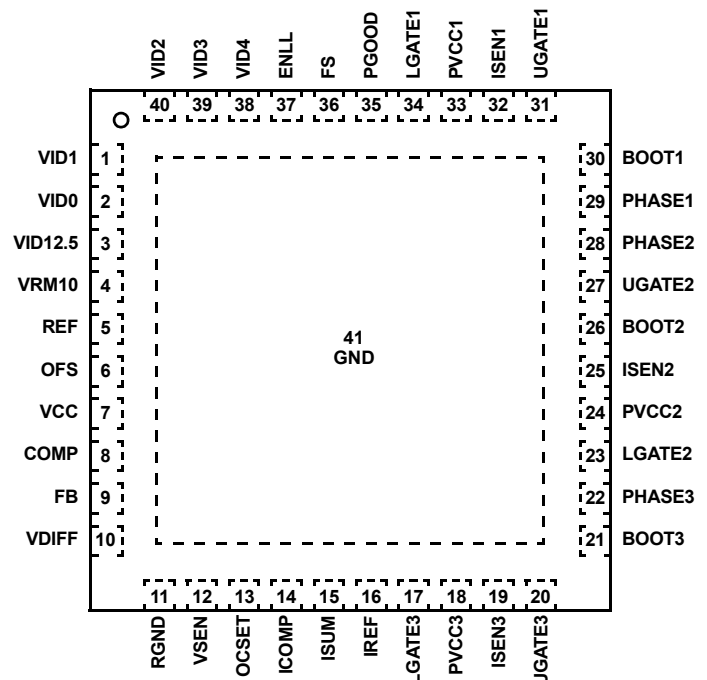 VID2
VID3
VID4
ENLL
FS
PGOOD
LGATE1
PVCC1
ISEN1
UGATE1
40
39
38
37
36
35
34
33
32
31
VID1 1
VID0 2
VID12.5 3
VRM10 4
REF 5
OFS 6
VCC 7
COMP 8
FB 9
VDIFF 10
41
GND
30 BOOT1
29 PHASE1
28 PHASE2
27 UGATE2
26 BOOT2
25 ISEN2
24 PVCC2
23 LGATE2
22 PHASE3
21 BOOT3
11
12
13
14
15
16
17
18
19
20
RGND
VSEN
OCSET
ICOMP
ISUM
IREF
LGATE3
PVCC3
ISEN3
UGATE3